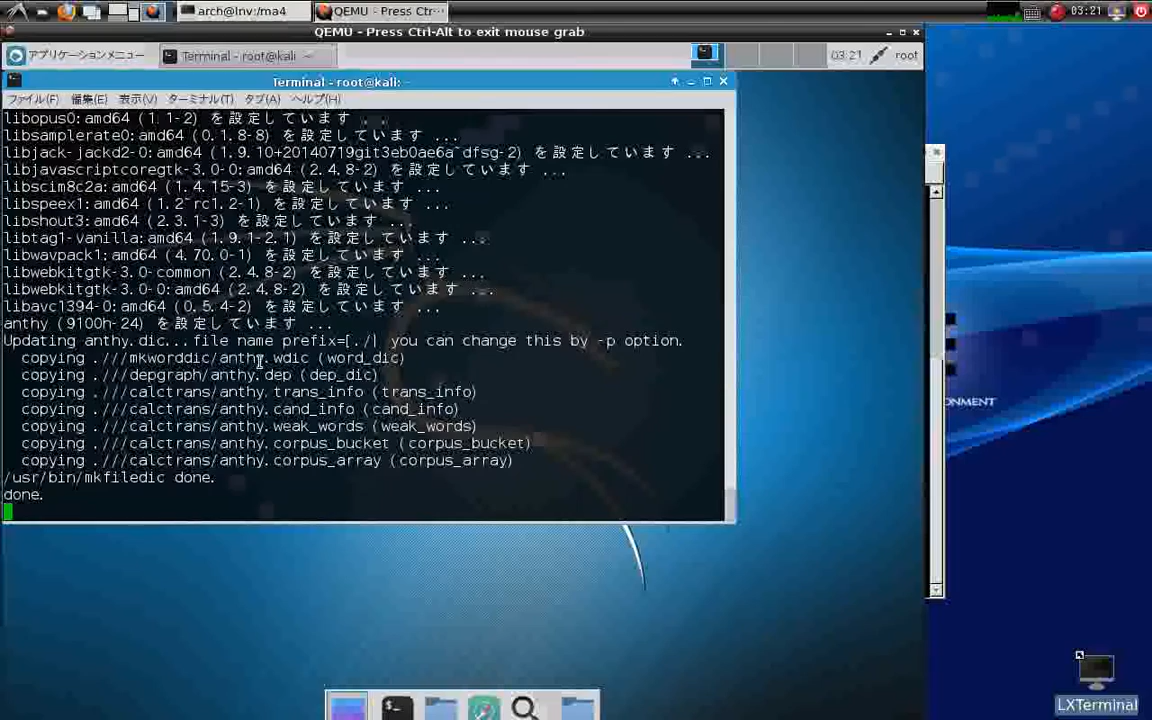 arch@lnv:/ma4
QEMU - Press Ctr...
03:21
QEMU - Press Ctrl-Alt to exit mouse grab
アプリケーションメニュー
Terminal - root@kali: ~
03:21
root
Terminal - root@kali: ~
ファイル(F) 編集(E) 表示(V) ターミナル(T) タブ(A) ヘルプ(H)
libopus0:amd64 (1.1-2) を設定しています ...
libsamplerate0:amd64 (0.1.8-8) を設定しています ...
libjack-jackd2-0:amd64 (1.9.10+20140719git3eb0ae6a~dfsg-2) を設定しています ...
libjavascriptcoregtk-3.0-0:amd64 (2.4.8-2) を設定しています ...
libscim8c2a:amd64 (1.4.15-3) を設定しています ...
libspeex1:amd64 (1.2~rc1.2-1) を設定しています ...
libshout3:amd64 (2.3.1-3) を設定しています ...
libtag1-vanilla:amd64 (1.9.1-2.1) を設定しています ...
libwavpack1:amd64 (4.70.0-1) を設定しています ...
libwebkitgtk-3.0-common (2.4.8-2) を設定しています ...
libwebkitgtk-3.0-0:amd64 (2.4.8-2) を設定しています ...
libavc1394-0:amd64 (0.5.4-2) を設定しています ...
anthy (9100h-24) を設定しています ...
Updating anthy.dic...file name prefix=[./] you can change this by -p option.
copying .///mkworddic/anthy.wdic (word_dic)
copying .///depgraph/anthy.dep (dep_dic)
copying .///calctrans/anthy.trans_info (trans_info)
copying .///calctrans/anthy.cand_info (cand_info)
copying .///calctrans/anthy.weak_words (weak_words)
copying .///calctrans/anthy.corpus_bucket (corpus_bucket)
copying .///calctrans/anthy.corpus_array (corpus_array)
/usr/bin/mkfiledic done.
done.
ONMENT
LXTerminal